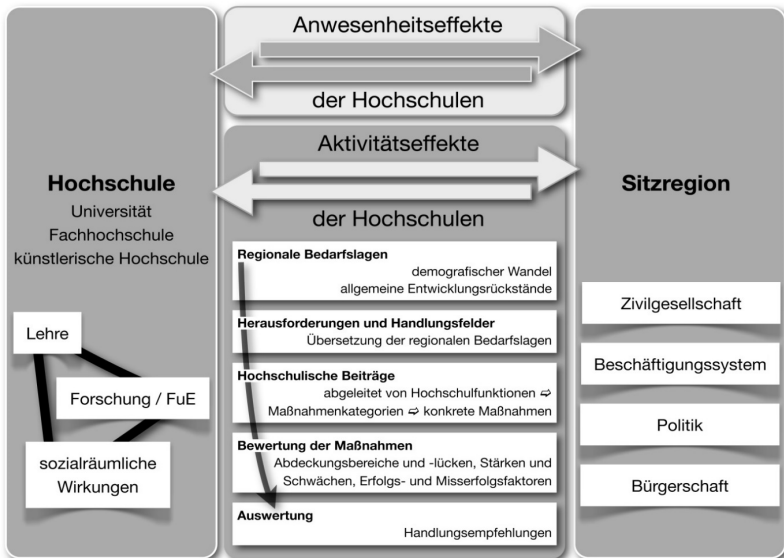 Hochschule
Universität
Fachhochschule
künstlerische Hochschule
Lehre
Forschung / FuE
sozialräumliche
Wirkungen
Anwesenheitseffekte
der Hochschulen
Aktivitätseffekte
der Hochschulen
Regionale Bedarfslagen
demografischer Wandel
allgemeine Entwicklungsrückstände
Herausforderungen und Handlungsfelder
Übersetzung der regionalen Bedarfslagen
Hochschulische Beiträge
abgeleitet von Hochschulfunktionen ⇨
Maßnahmenkategorien ⇨ konkrete Maßnahmen
Bewertung der Maßnahmen
Abdeckungsbereiche und -lücken, Stärken und
Schwächen, Erfolgs- und Misserfolgsfaktoren
Auswertung
Handlungsempfehlungen
Sitzregion
Zivilgesellschaft
Beschäftigungssystem
Politik
Bürgerschaft